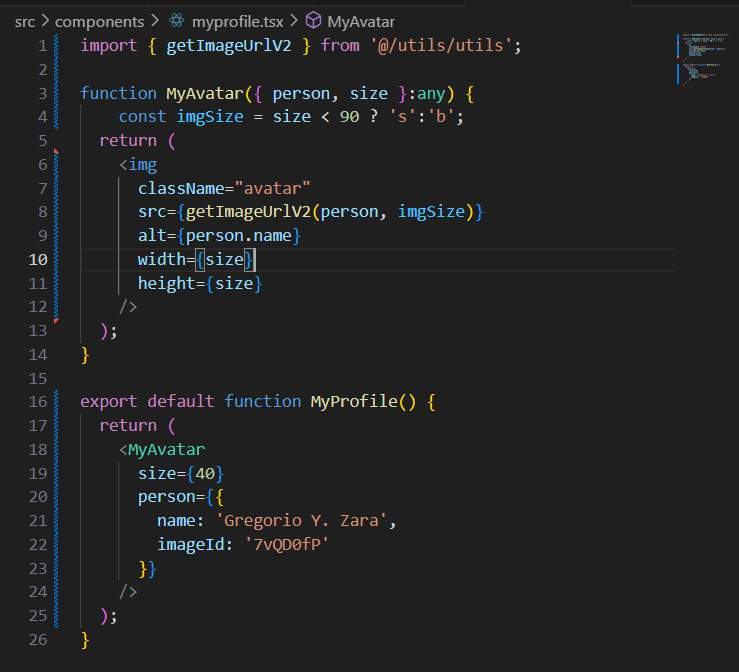 src > components > myprofile.tsx > MyAvatar
1 import { getImageUrlV2 } from '@/utils/utils';
2
3 function MyAvatar({ person, size }:any) {
4     const imgSize = size < 90 ? 's':'b';
5   return (
6     <img
7       className="avatar"
8       src={getImageUrlV2(person, imgSize)}
9       alt={person.name}
10       width={size}
11       height={size}
12     />
13   );
14 }
15
16 export default function MyProfile() {
17   return (
18     <MyAvatar
19       size={40}
20       person={{
21         name: 'Gregorio Y. Zara',
22         imageId: '7vQD0fP'
23       }}
24     />
25   );
26 }